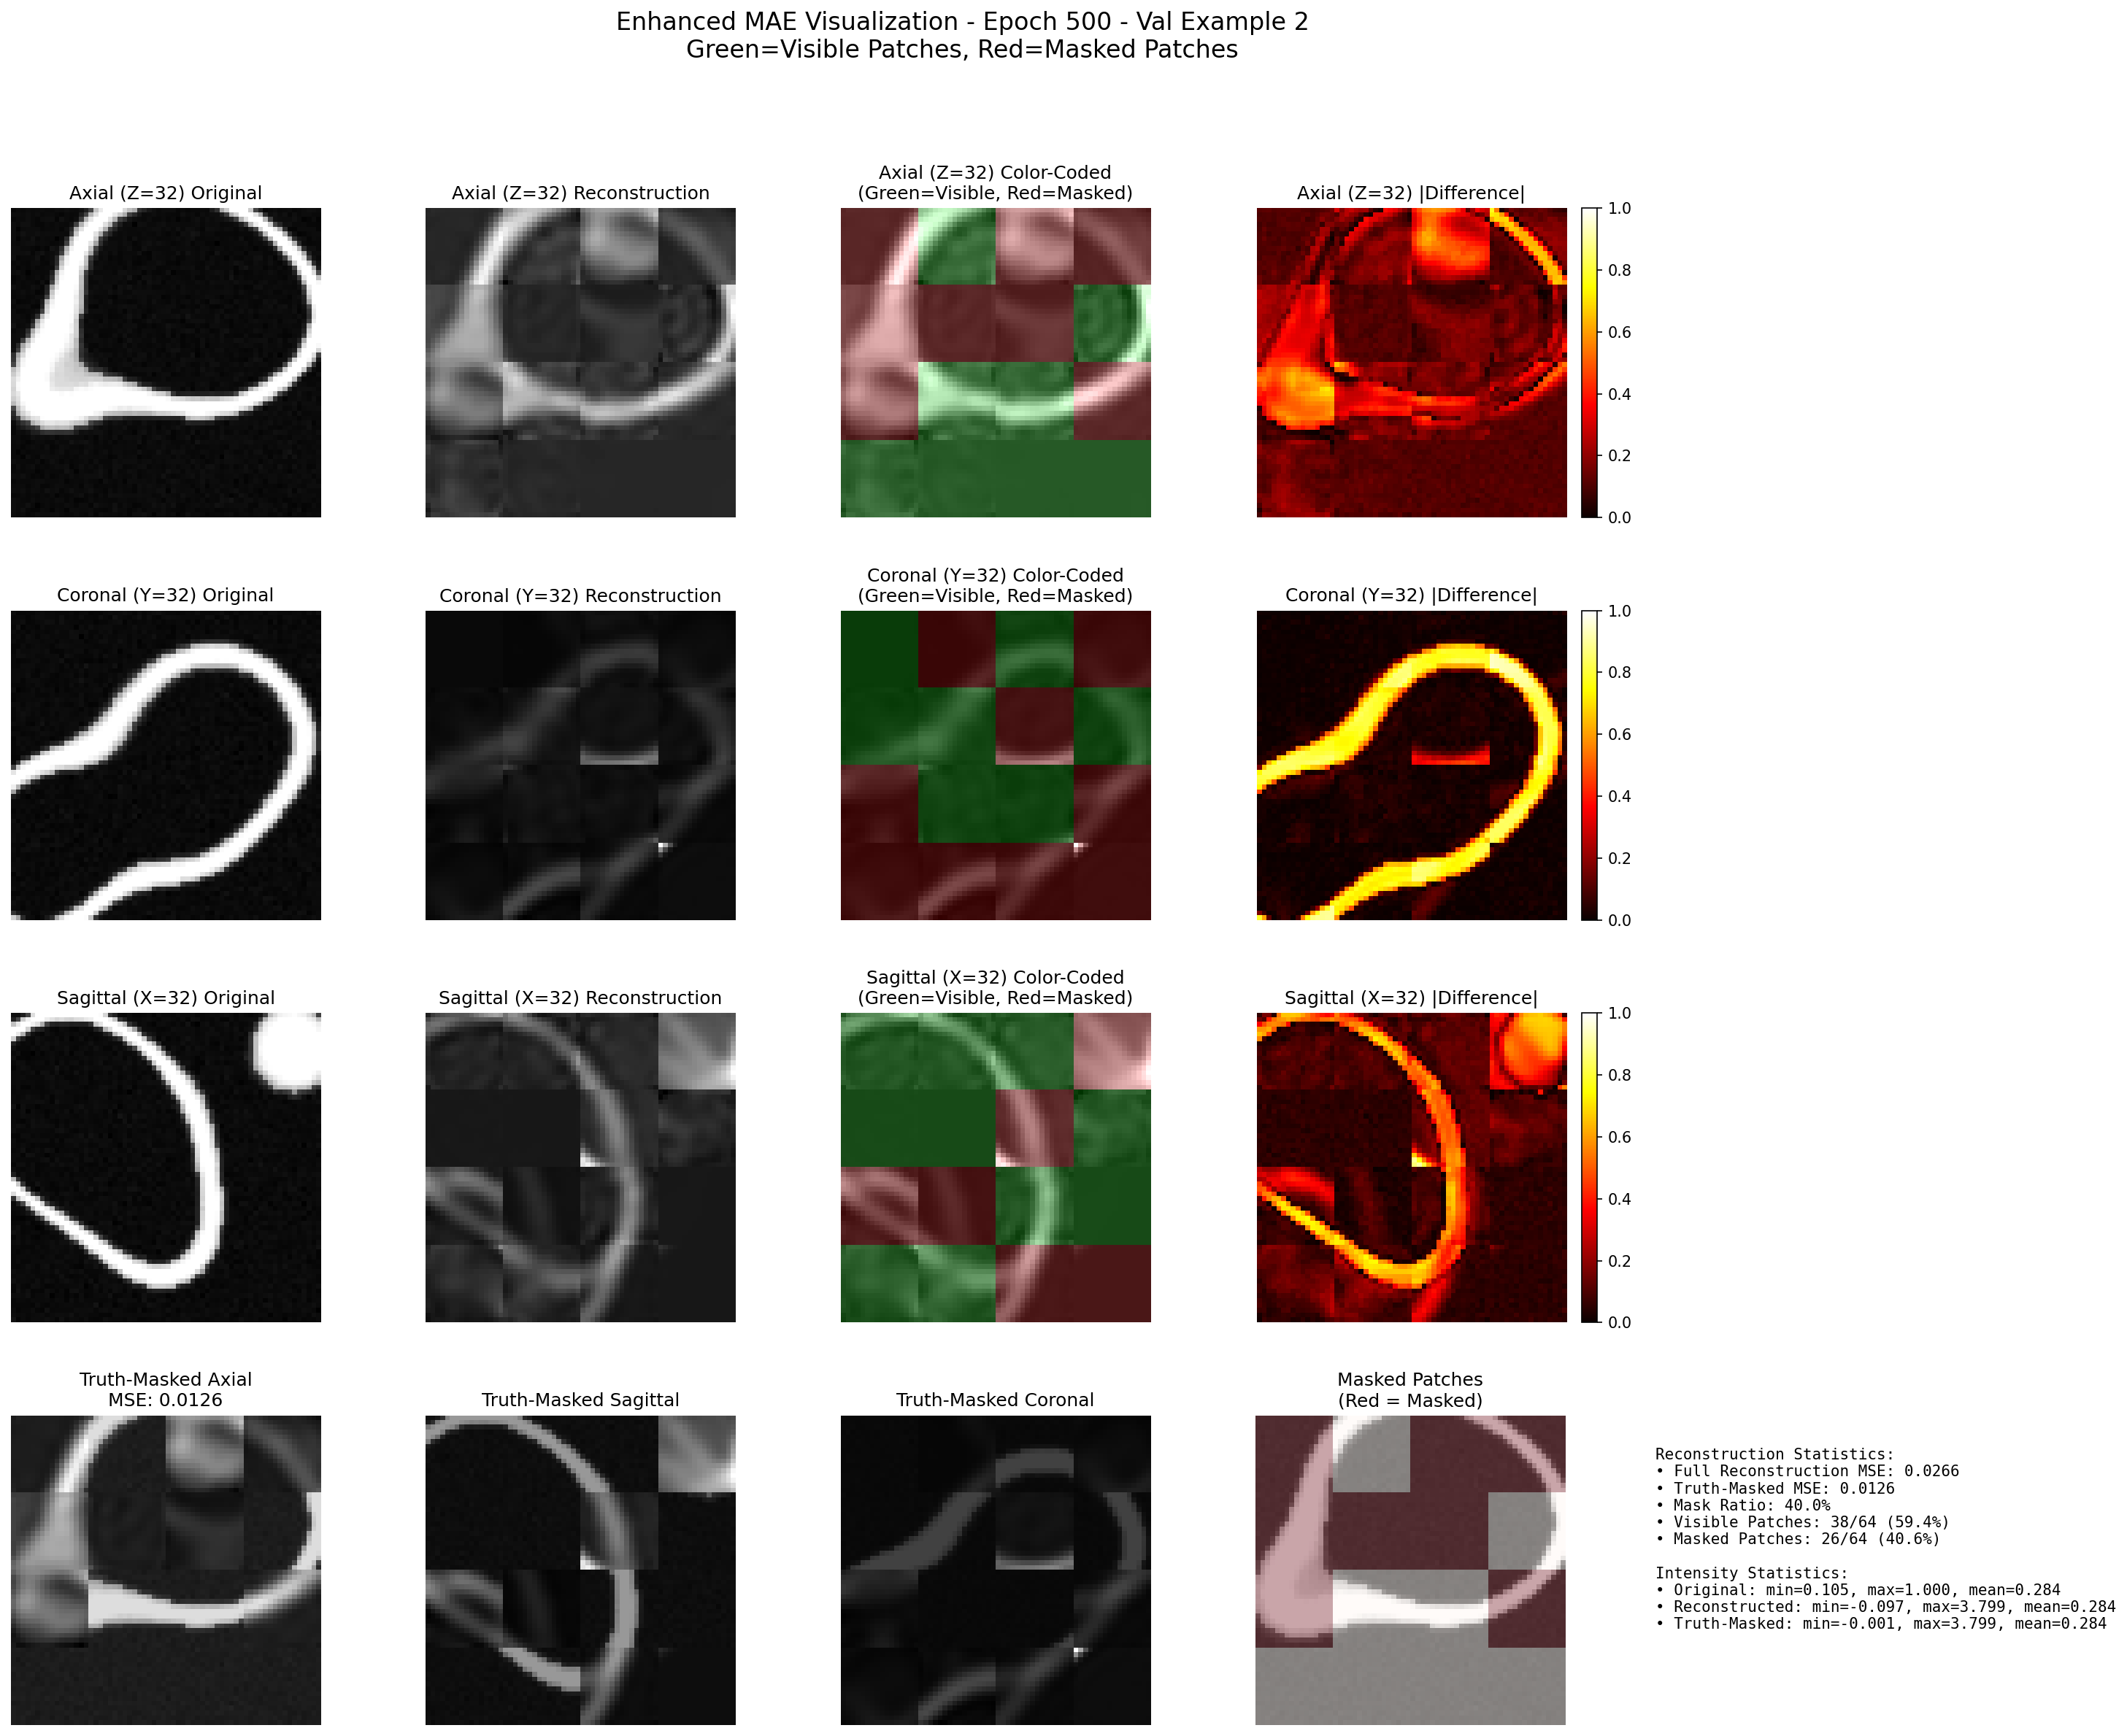 Enhanced MAE Visualization - Epoch 500 - Val Example 2
Green=Visible Patches, Red=Masked Patches
Axial (Z=32) Original
Axial (Z=32) Reconstruction
Axial (Z=32) Color-Coded
(Green=Visible, Red=Masked)
Axial (Z=32) |Difference|
1.0
0.8
0.6
0.4
0.2
0.0
Coronal (Y=32) Original
Coronal (Y=32) Reconstruction
Coronal (Y=32) Color-Coded
(Green=Visible, Red=Masked)
Coronal (Y=32) |Difference|
1.0
0.8
0.6
0.4
0.2
0.0
Sagittal (X=32) Original
Sagittal (X=32) Reconstruction
Sagittal (X=32) Color-Coded
(Green=Visible, Red=Masked)
Sagittal (X=32) |Difference|
1.0
0.8
0.6
0.4
0.2
0.0
Truth-Masked Axial
MSE: 0.0126
Truth-Masked Sagittal
Truth-Masked Coronal
Masked Patches
(Red = Masked)
Reconstruction Statistics:
• Full Reconstruction MSE: 0.0266
• Truth-Masked MSE: 0.0126
• Mask Ratio: 40.0%
• Visible Patches: 38/64 (59.4%)
• Masked Patches: 26/64 (40.6%)
Intensity Statistics:
• Original: min=0.105, max=1.000, mean=0.284
• Reconstructed: min=-0.097, max=3.799, mean=0.284
• Truth-Masked: min=-0.001, max=3.799, mean=0.284